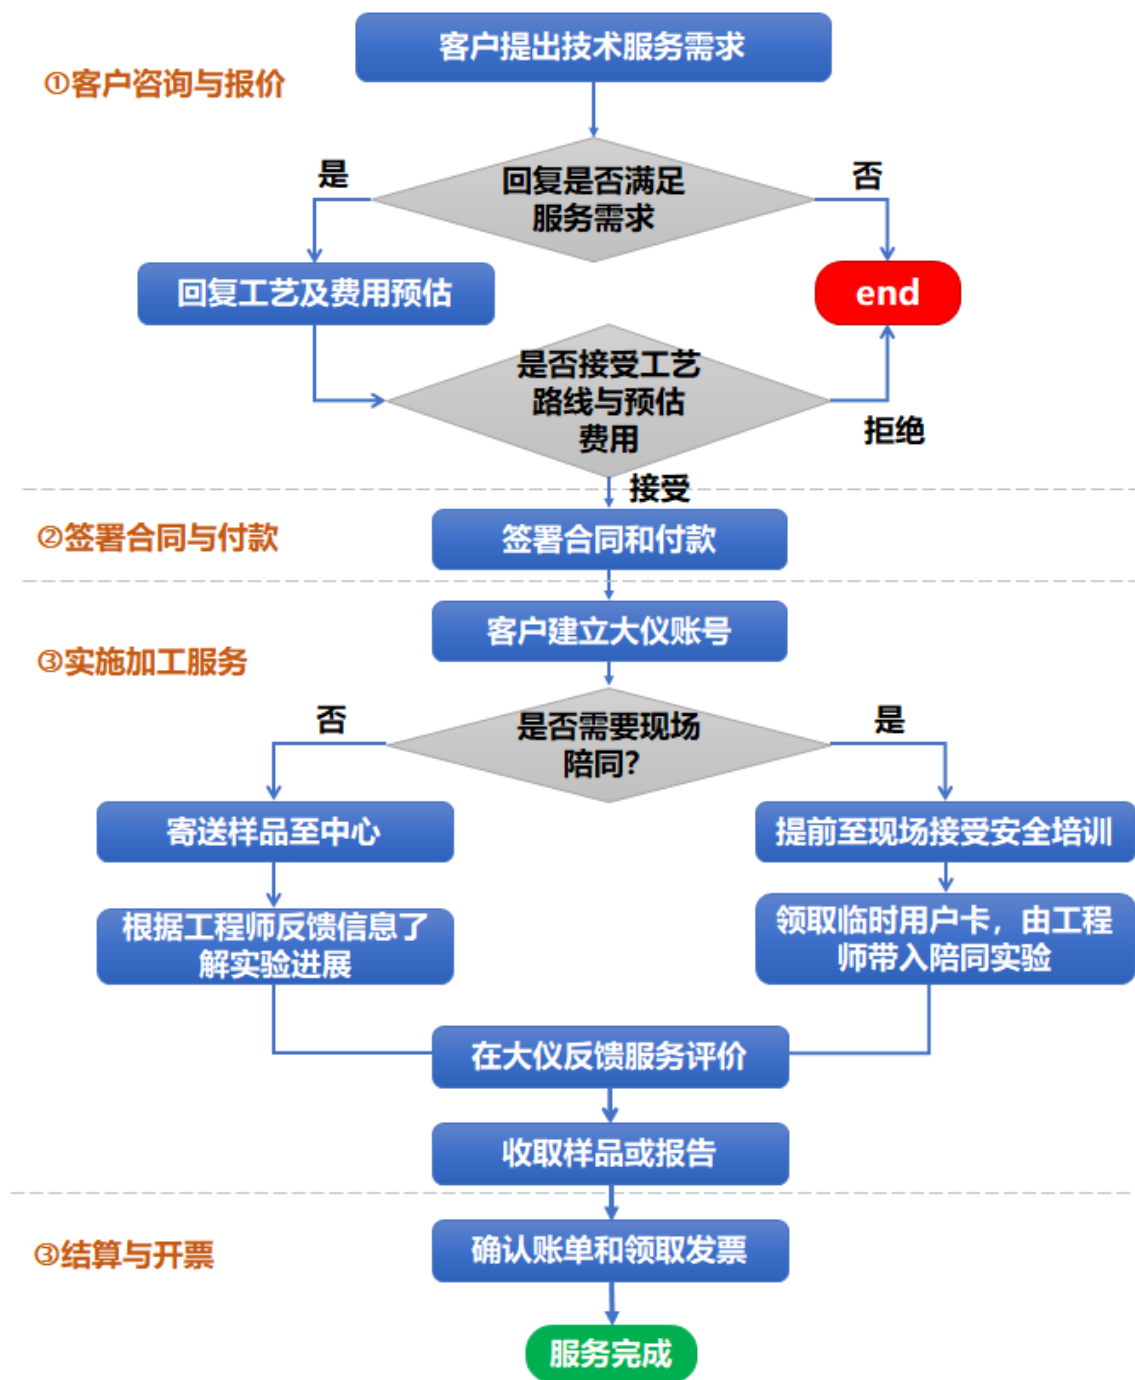 客户提出技术服务需求
①客户咨询与报价
是
否
回复是否满足
服务需求
回复工艺及费用预估
end
是否接受工艺
路线与预估
费用
拒绝
接受
②签署合同与付款
签署合同和付款
客户建立大仪账号
③实施加工服务
否
是
是否需要现场
陪同?
寄送样品至中心
提前至现场接受安全培训
根据工程师反馈信息了
解实验进展
领取临时用户卡，由工程
师带入陪同实验
在大仪反馈服务评价
收取样品或报告
③结算与开票
确认账单和领取发票
服务完成